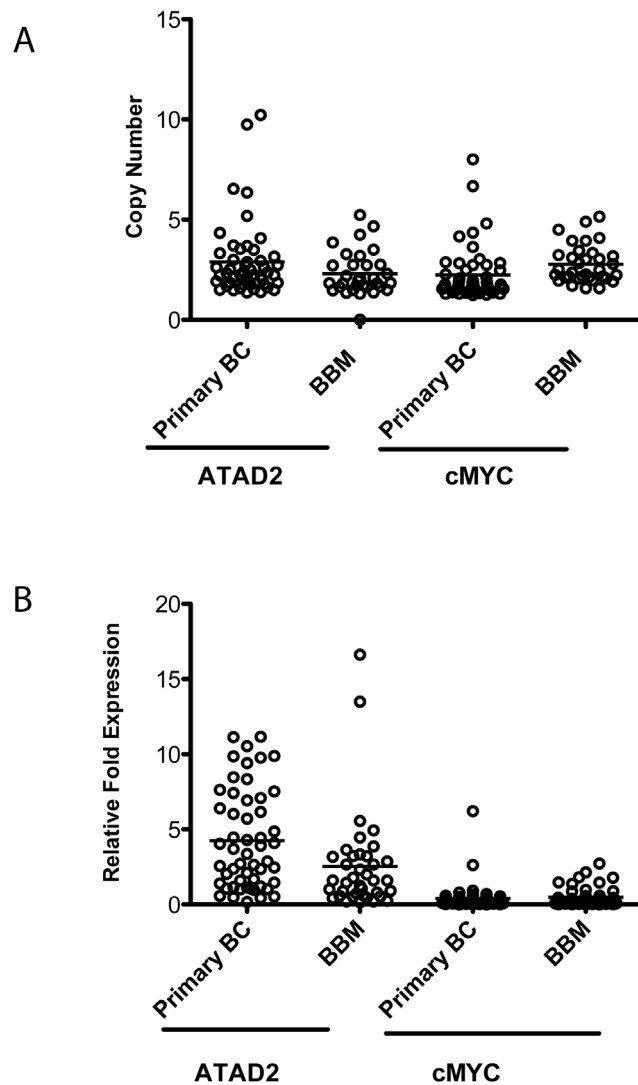 A
Copy Number
15
10
5
0
Primary BC
BBM
Primary BC
BBM
ATAD2
cMYC
B
Relative Fold Expression
20
15
10
5
0
Primary BC
BBM
Primary BC
BBM
ATAD2
cMYC